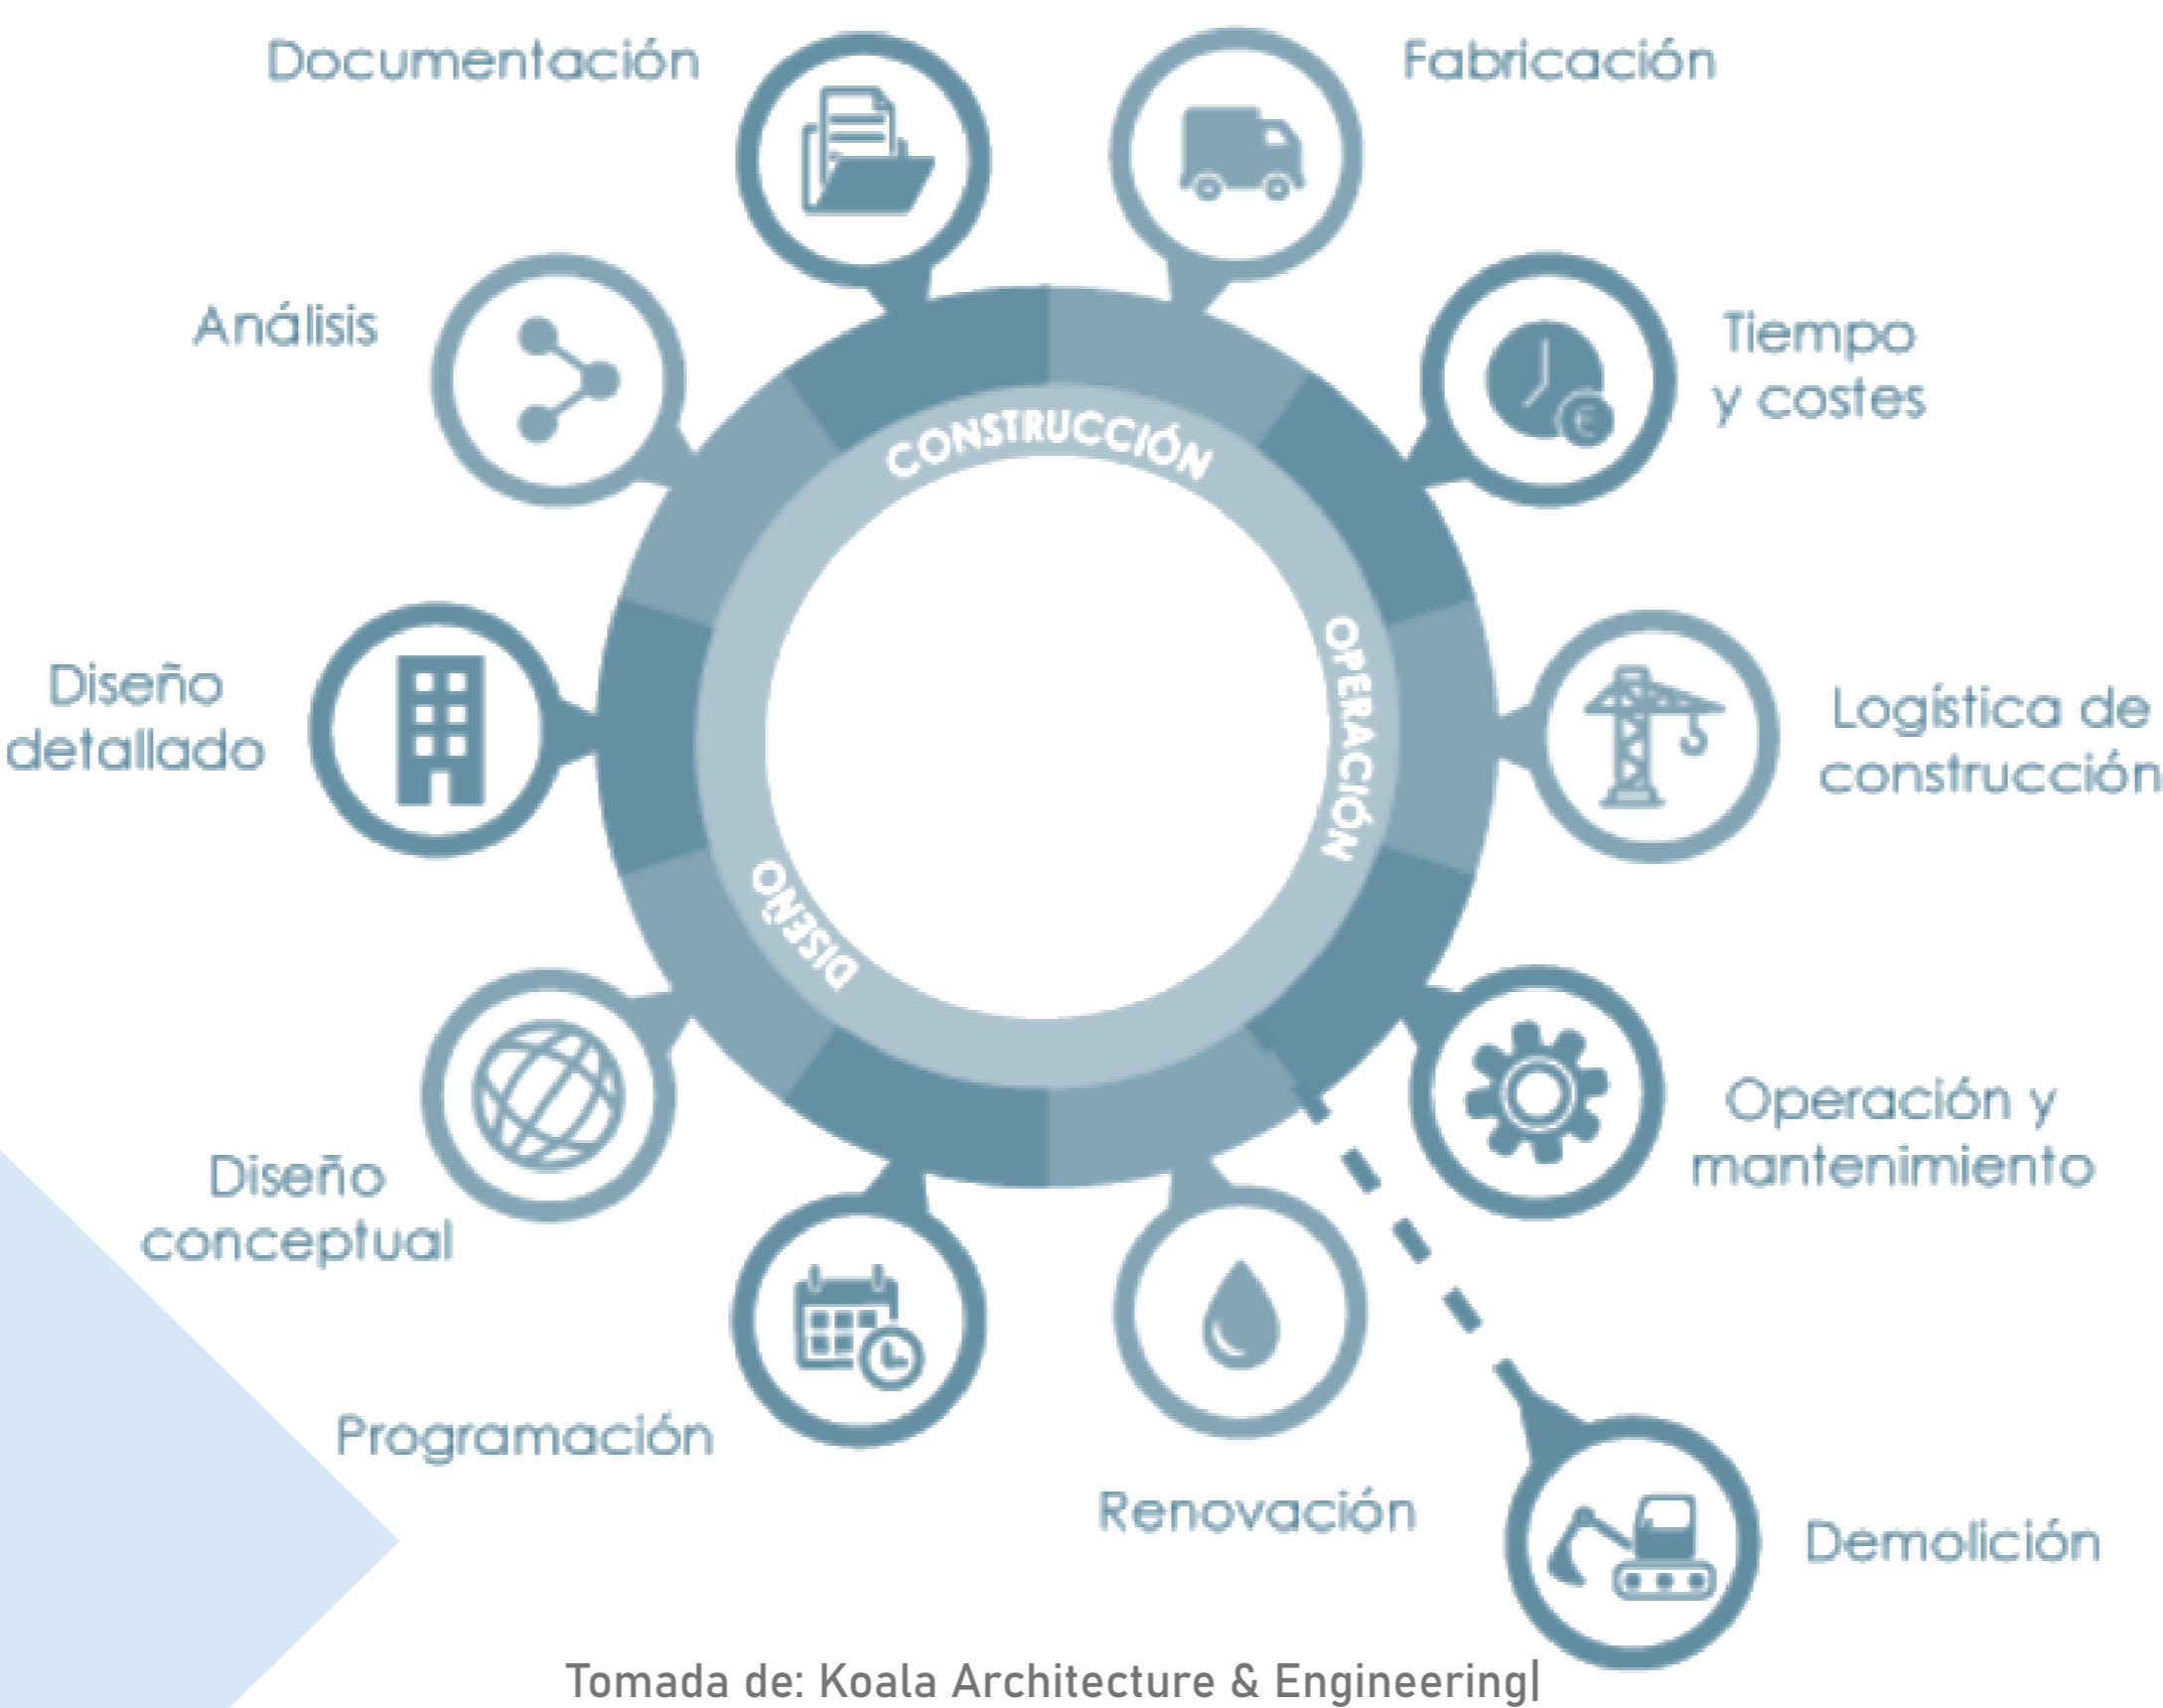 Documentación
Fabricación
Análisis
Tiempo
y costes
CONSTRUCCIÓN
OPERACIÓN
DISEÑO
Diseño
detallado
Logística de
construcción
Diseño
conceptual
Operación y
mantenimiento
Programación
Renovación
Demolición
Tomada de: Koala Architecture & Engineering|